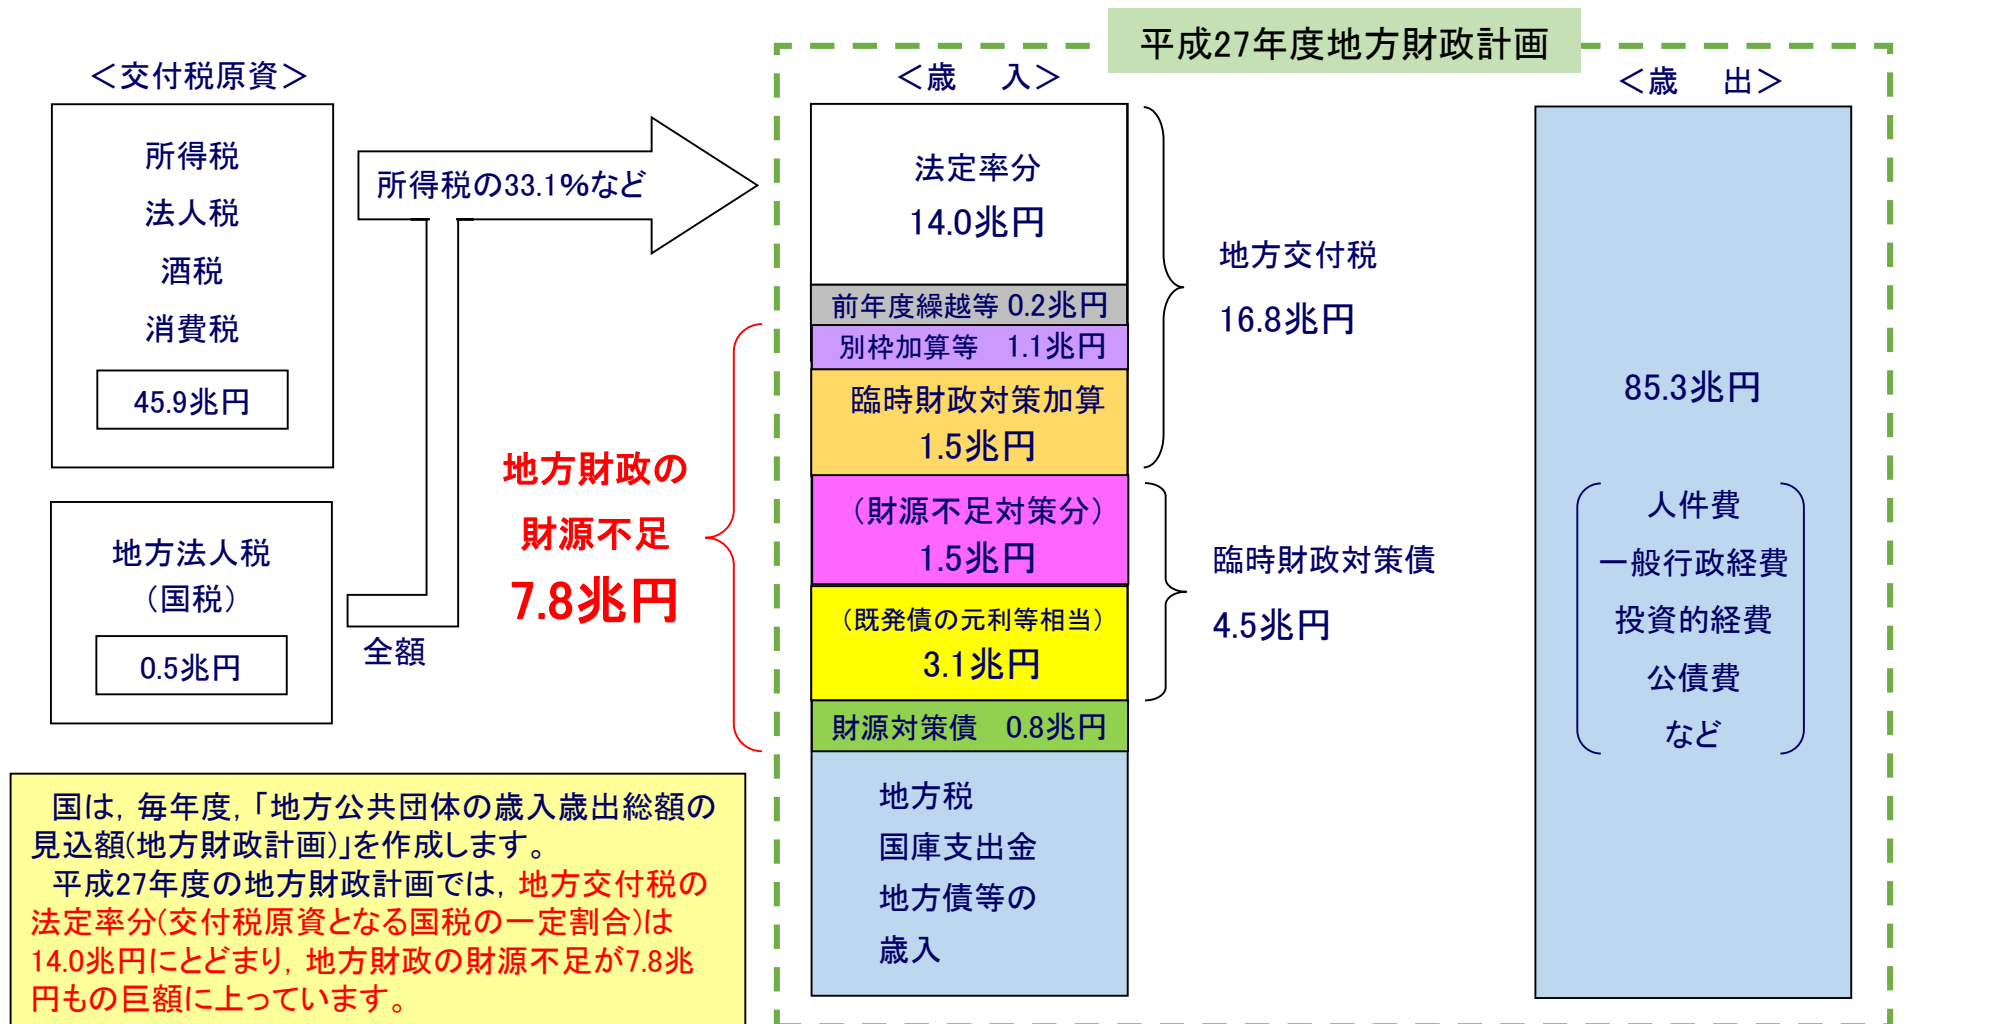 平成27年度地方財政計画
＜交付税原資＞
所得税
法人税
酒税
消費税
45.9兆円
地方法人税
（国税）
0.5兆円
所得税の33.1%など
全額
地方財政の
財源不足
7.8兆円
＜歳　入＞
法定率分
14.0兆円
前年度繰越等 0.2兆円
別枠加算等　1.1兆円
臨時財政対策加算
1.5兆円
（財源不足対策分）
1.5兆円
（既発債の元利等相当）
3.1兆円
財源対策債　0.8兆円
地方税
国庫支出金
地方債等の
歳入
地方交付税
16.8兆円
臨時財政対策債
4.5兆円
＜歳　出＞
85.3兆円
人件費
一般行政経費
投資的経費
公債費
など
国は，毎年度，「地方公共団体の歳入歳出総額の
見込額(地方財政計画)」を作成します。
平成27年度の地方財政計画では，地方交付税の
法定率分(交付税原資となる国税の一定割合)は
14.0兆円にとどまり，地方財政の財源不足が7.8兆
円もの巨額に上っています。